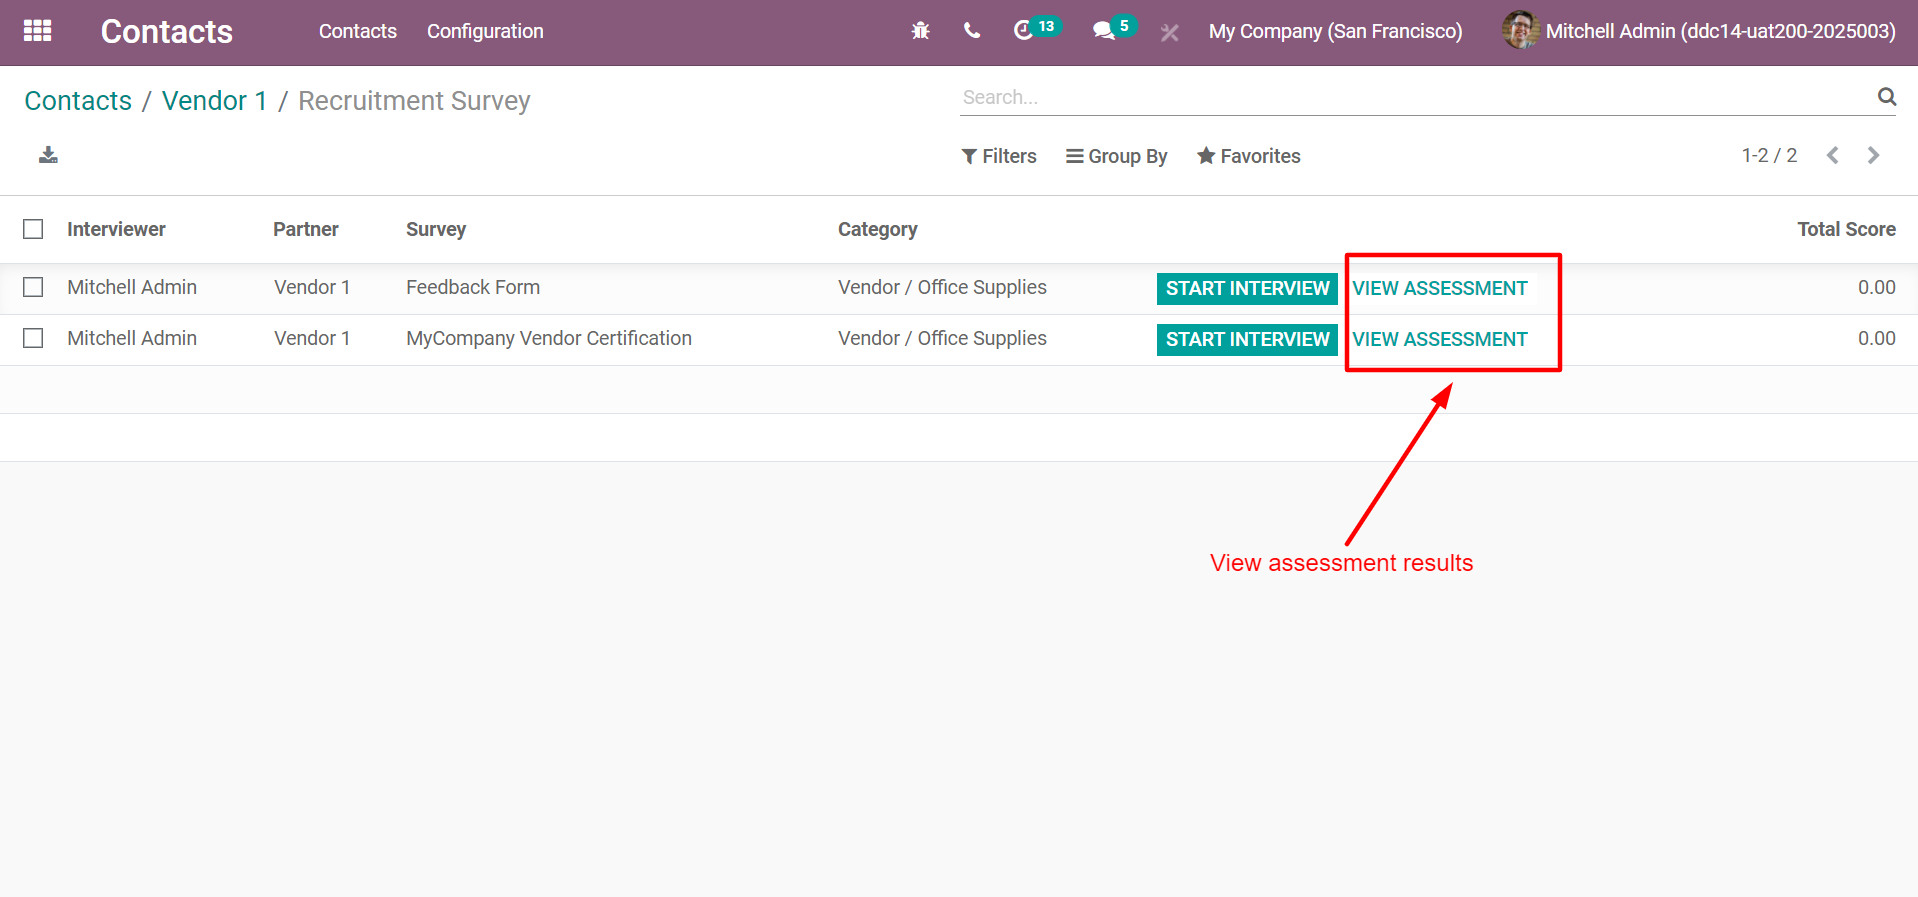 Contacts Contacts Configuration 13 5 My Company (San Francisco) Mitchell Admin (ddc14-uat200-2025003)
Contacts / Vendor 1 / Recruitment Survey
Search...
Filters Group By Favorites 1-2 / 2
Interviewer Partner Survey Category Total Score
Mitchell Admin Vendor 1 Feedback Form Vendor / Office Supplies START INTERVIEW VIEW ASSESSMENT 0.00
Mitchell Admin Vendor 1 MyCompany Vendor Certification Vendor / Office Supplies START INTERVIEW VIEW ASSESSMENT 0.00
View assessment results